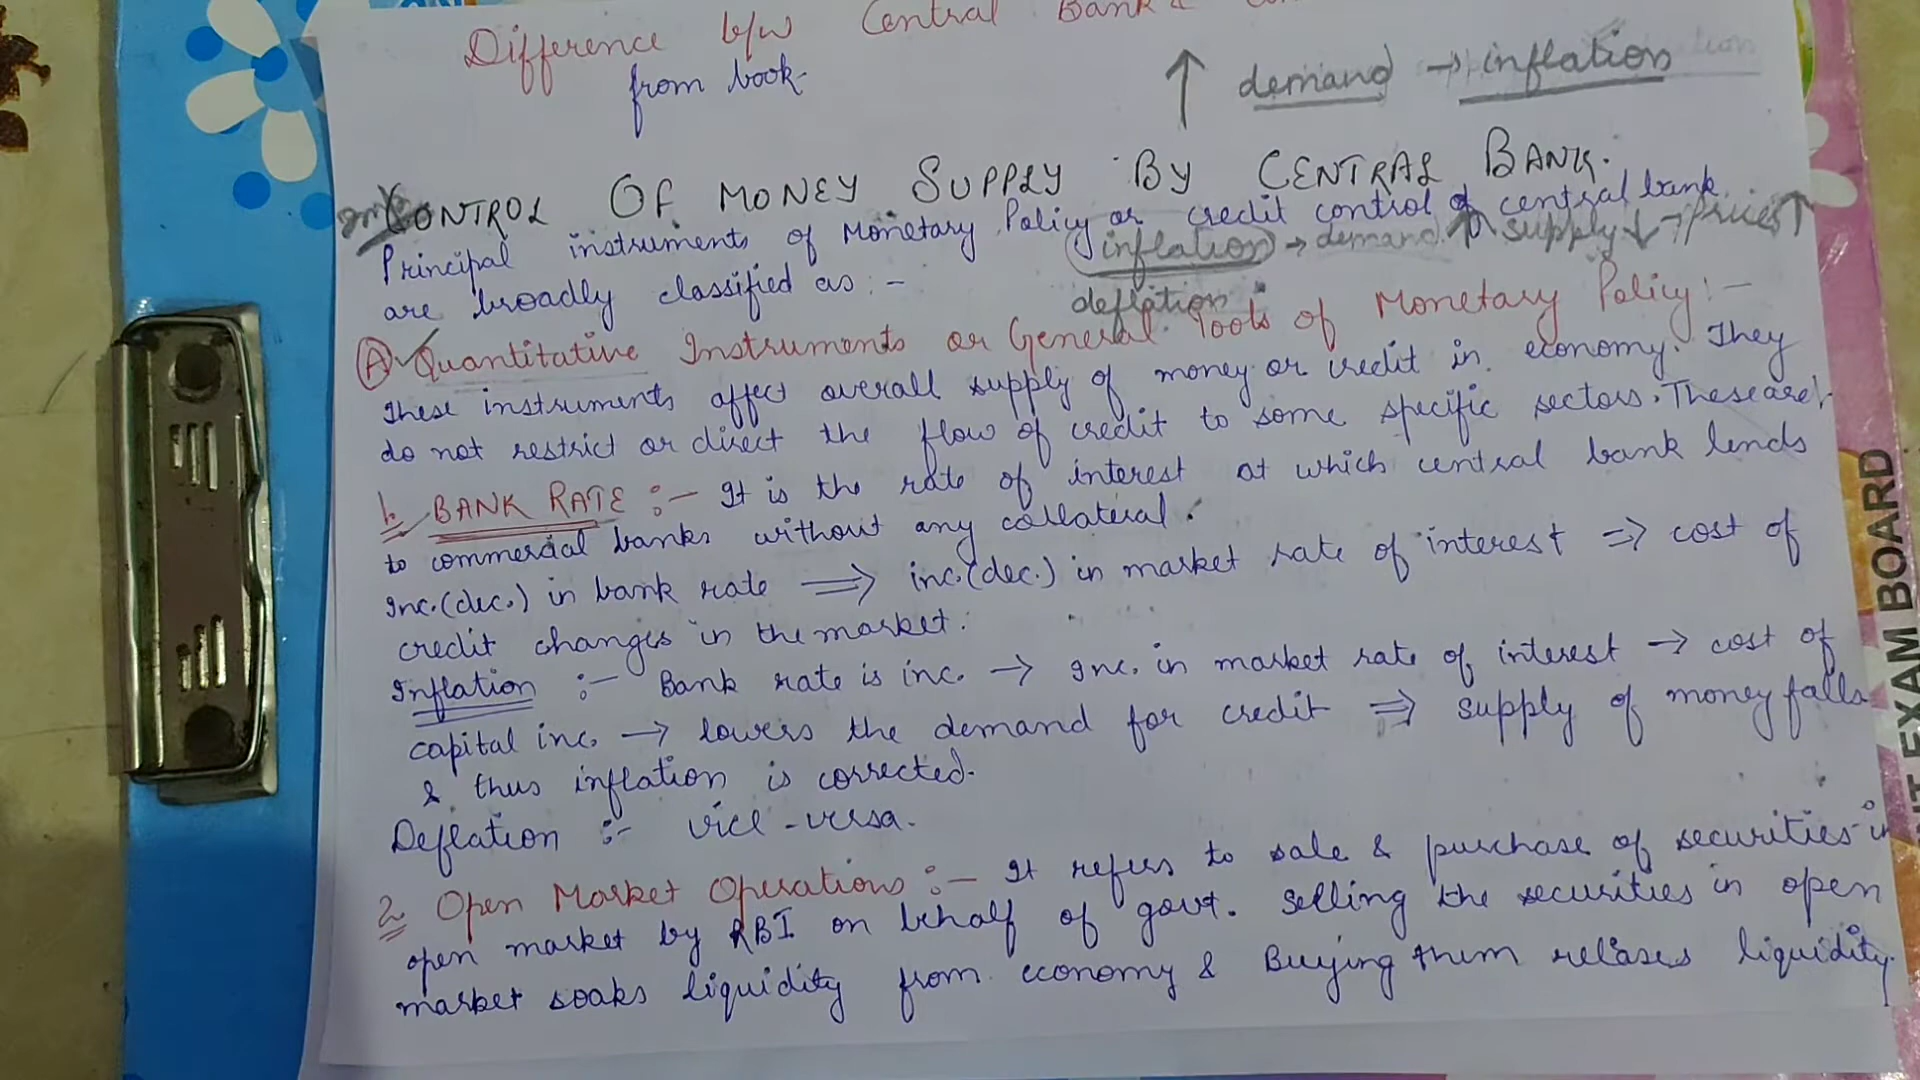 Difference b/w Central Bank &
from book-
↑ demand → inflation
CONTROL OF MONEY SUPPLY BY CENTRAL BANK.
Principal instruments of Monetary Policy or credit control of central bank
(inflation) → demand ↑ supply ↓ → prices ↑
are broadly classified as :-
deflation
(A) Quantitative Instruments or General Tools of Monetary Policy :-
These instruments affect overall supply of money or credit in economy. They
do not restrict or direct the flow of credit to some specific sectors. These are
1. BANK RATE :- It is the rate of interest at which central bank lends
to commercial banks without any collateral.
Inc.(dec.) in bank rate ⇒ inc.(dec.) in market rate of interest ⇒ cost of
credit changes in the market.
Inflation :- Bank rate is inc. → Inc. in market rate of interest → cost of
capital inc. → lowers the demand for credit ⇒ supply of money falls
& thus inflation is corrected.
Deflation :- vice-versa.
2. Open Market Operations :- It refers to sale & purchase of securities in
open market by RBI on behalf of govt. Selling the securities in open
market soaks liquidity from economy & Buying them relases liquidity.
EXAM BOARD